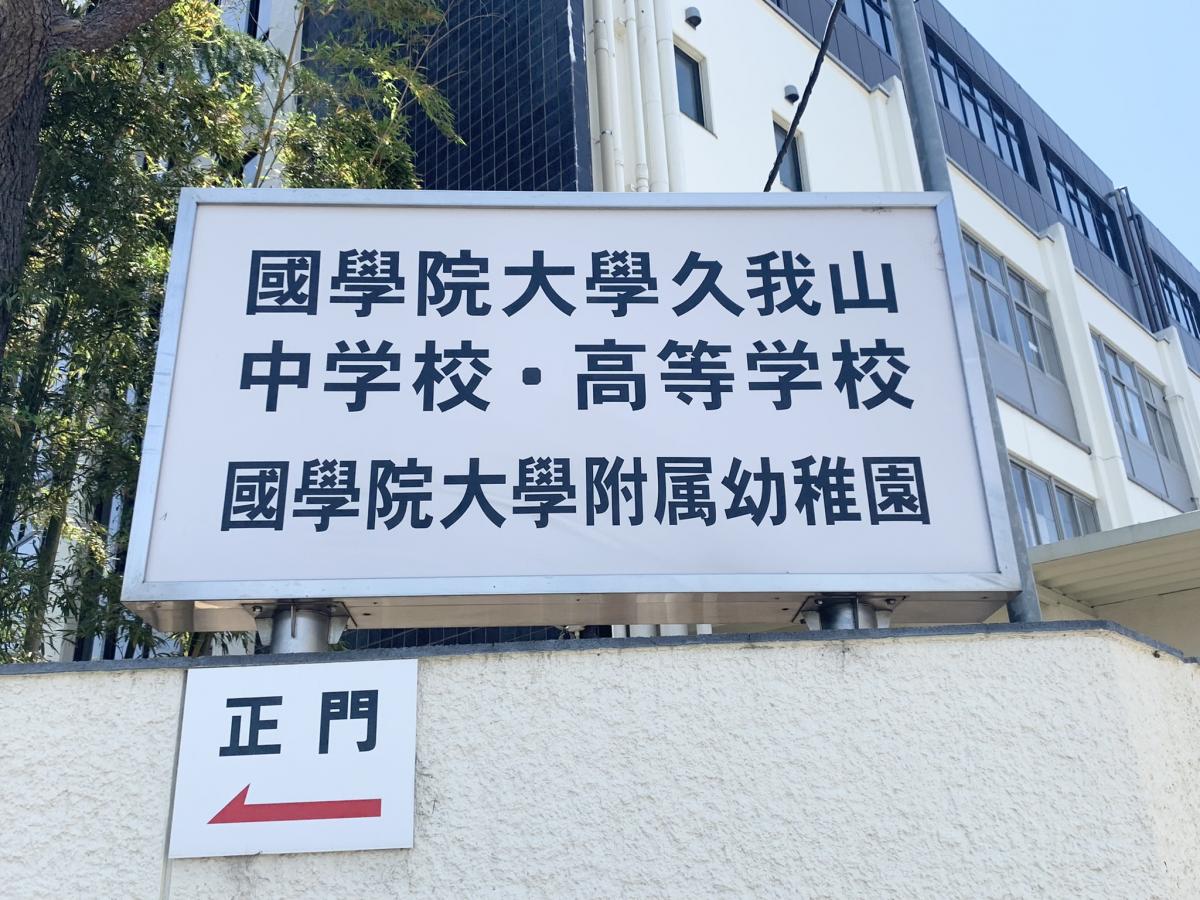 國學院大學久我山
中学校・高等学校
國學院大學附属幼稚園
正門